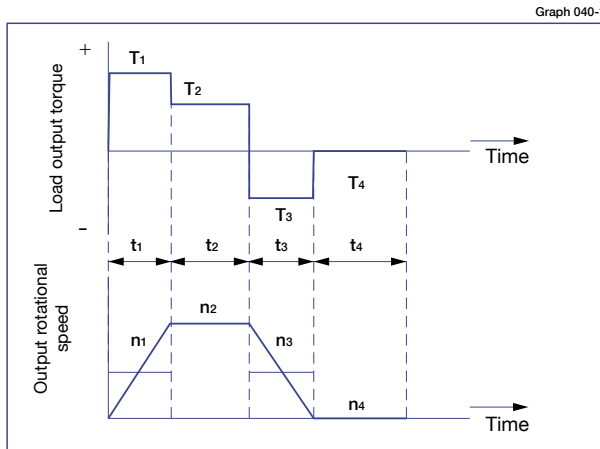 Graph 040-
+
T1
T2
Load output torque
Time
T4
T3
-
t1 t2 t3 t4
Output rotational
speed
n2
n1 n3
n4
Time